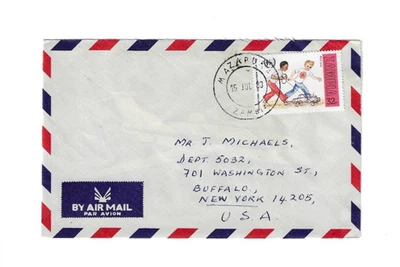 MAZABUKA
ZAMBIA
MR J. MICHAELS,
DEPT 5032,
701 WASHINGTON ST,
BUFFALO,
NEW YORK 14205,
U.S.A.
BY AIR MAIL
PAR AVION